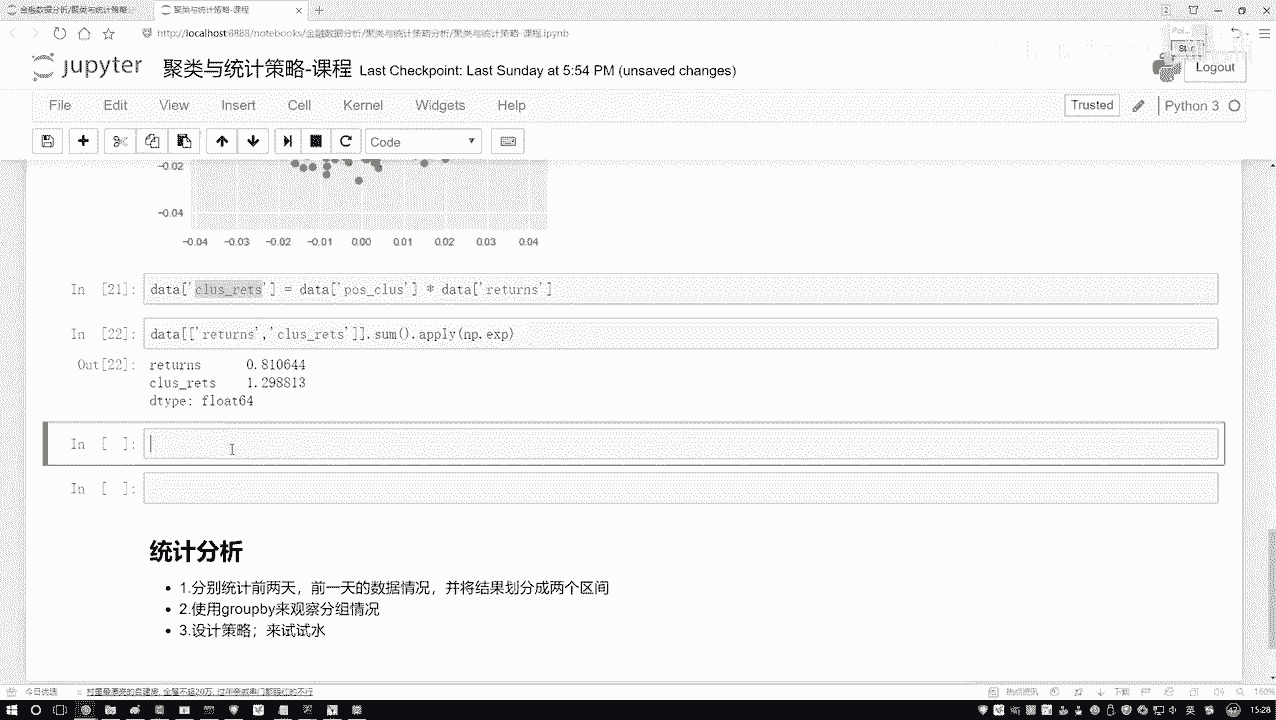 金融数据分析/聚类与统计策略
聚类与统计策略-课程
http://localhost:8888/notebooks/金融数据分析/聚类与统计策略分析/聚类与统计策略-课程.ipynb
jupyter 聚类与统计策略-课程 Last Checkpoint: Last Sunday at 5:54 PM (unsaved changes)
Logout
File Edit View Insert Cell Kernel Widgets Help
Trusted Python 3
Code
-0.02
-0.04
-0.04 -0.03 -0.02 -0.01 0.00 0.01 0.02 0.03 0.04
In [21]: data['clus_rets'] = data['pos_clus'] * data['returns']
In [22]: data[['returns','clus_rets']].sum().apply(np.exp)
Out[22]: returns 0.810644
clus_rets 1.298813
dtype: float64
In [ ]:
In [ ]:
统计分析
1.分别统计前两天，前一天的数据情况，并将结果划分成两个区间
2.使用groupby来观察分组情况
3.设计策略；来试试水
今日优选
160%
15:28